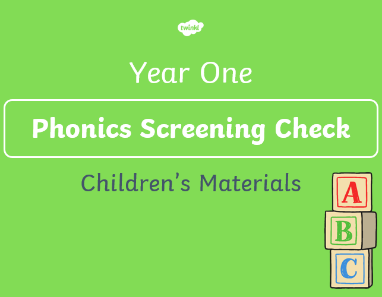 twinkl
Year One
Phonics Screening Check
Children's Materials
A
B
C